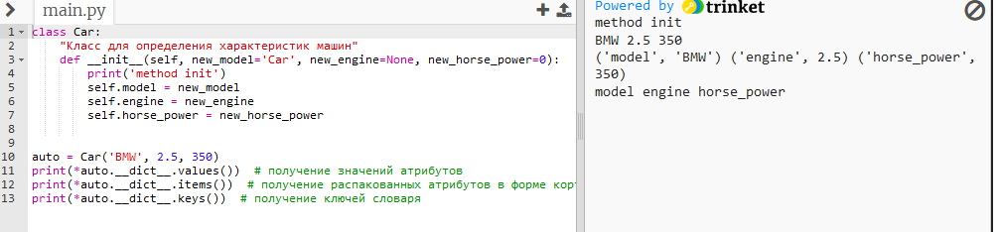 main.py
1 class Car:
2 "Класс для определения характеристик машин"
3 def __init__(self, new_model='Car', new_engine=None, new_horse_power=0):
4 print('method init')
5 self.model = new_model
6 self.engine = new_engine
7 self.horse_power = new_horse_power
8
9
10 auto = Car('BMW', 2.5, 350)
11 print(*auto.__dict__.values()) # получение значений атрибутов
12 print(*auto.__dict__.items()) # получение распакованных атрибутов в форме корт
13 print(*auto.__dict__.keys()) # получение ключей словаря
Powered by trinket
method init
BMW 2.5 350
('model', 'BMW') ('engine', 2.5) ('horse_power',
350)
model engine horse_power